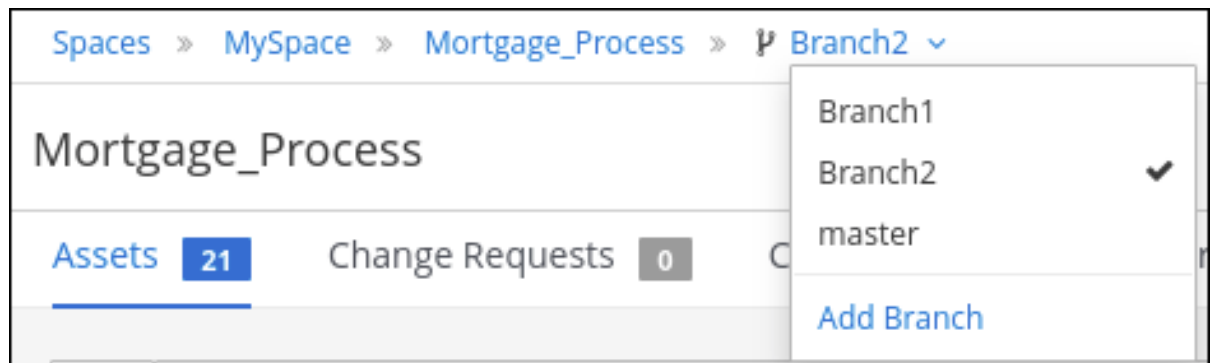 Spaces » MySpace » Mortgage_Process » Branch2
Branch1
Mortgage_Process
Branch2
master
Assets 21 Change Requests 0
Add Branch